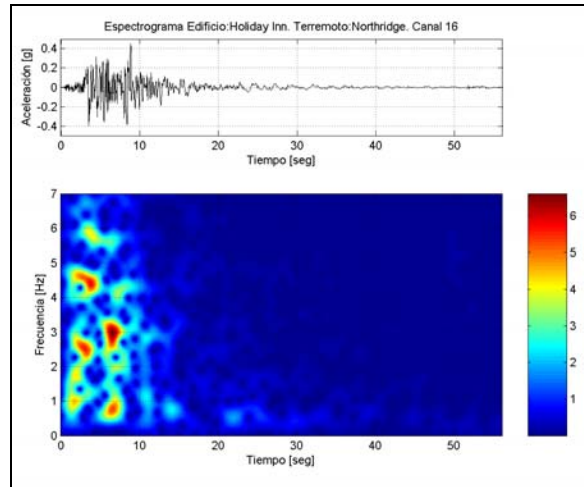 Espectrograma Edificio:Holiday Inn. Terremoto:Northridge. Canal 16
Aceleración [g]
0.4
0.2
0
-0.2
-0.4
0 10 20 30 40 50
Tiempo [seg]
Frecuencia [Hz]
7
6
5
4
3
2
1
0
0 10 20 30 40 50
Tiempo [seg]
6
5
4
3
2
1